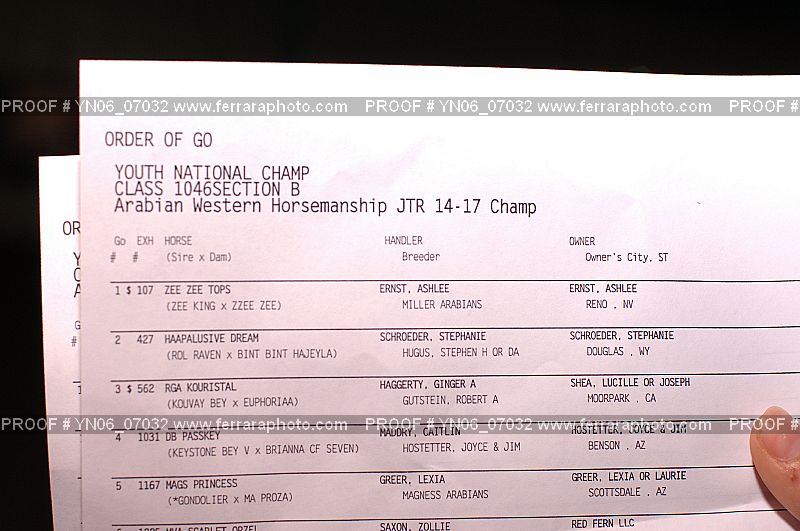 PROOF # YN06_07032 www.ferraraphoto.com PROOF # YN06_07032 www.ferraraphoto.com PROOF #
ORDER OF GO
YOUTH NATIONAL CHAMP
CLASS 1046SECTION B
Arabian Western Horsemanship JTR 14-17 Champ
Go EXH HORSE HANDLER OWNER
# # (Sire x Dam) Breeder Owner's City, ST
1 $ 107 ZEE ZEE TOPS ERNST, ASHLEE ERNST, ASHLEE
(ZEE KING x ZZEE ZEE) MILLER ARABIANS RENO , NV
2 427 HAAPALUSIVE DREAM SCHROEDER, STEPHANIE SCHROEDER, STEPHANIE
(ROL RAVEN x BINT BINT HAJEYLA) HUGUS, STEPHEN H OR DA DOUGLAS , WY
3 $ 562 RGA KOURISTAL HAGGERTY, GINGER A SHEA, LUCILLE OR JOSEPH
(KOUVAY BEY x EUPHORIAA) GUTSTEIN, ROBERT A MOORPARK , CA
PROOF # YN06_07032 www.ferraraphoto.com PROOF # YN06_07032 www.ferraraphoto.com PROOF #
4 1031 DB PASSKEY MADORY, CAITLIN HOSTETTER, JOYCE & JIM
(KEYSTONE BEY V x BRIANNA CF SEVEN) HOSTETTER, JOYCE & JIM BENSON , AZ
5 1167 MAGS PRINCESS GREER, LEXIA GREER, LEXIA OR LAURIE
(*GONDOLIER x MA PROZA) MAGNESS ARABIANS SCOTTSDALE , AZ
SAXON, ZOLLIE RED FERN LLC